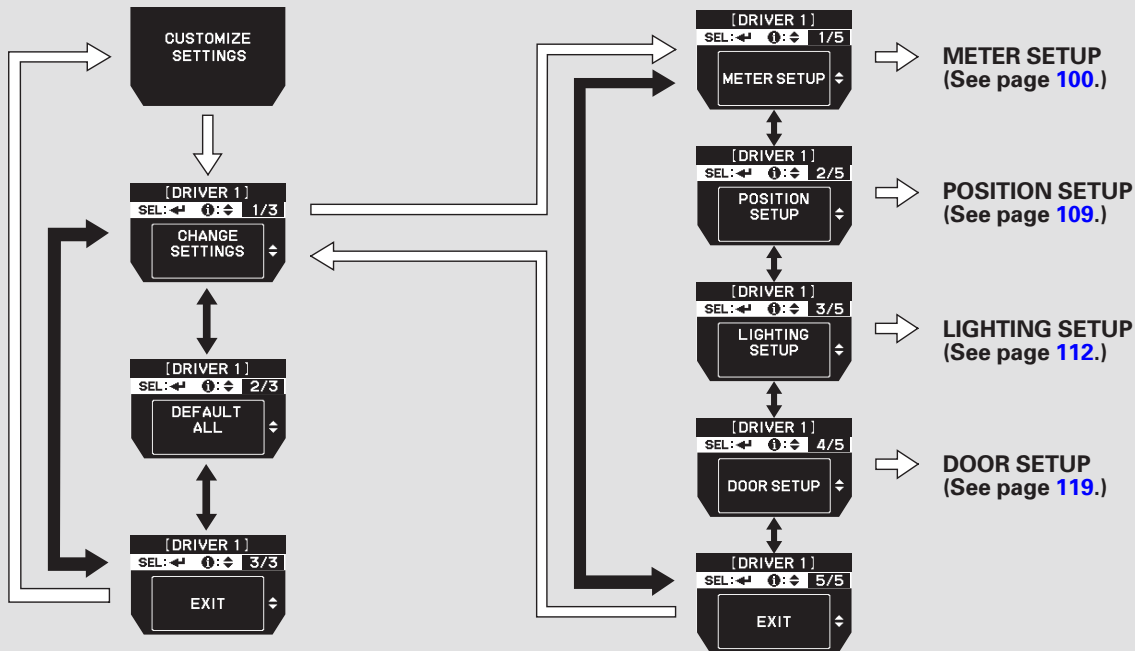 CUSTOMIZE
SETTINGS
[DRIVER 1]
SEL: : 1/3
CHANGE
SETTINGS
[DRIVER 1]
SEL: : 2/3
DEFAULT
ALL
[DRIVER 1]
SEL: : 3/3
EXIT
[DRIVER 1]
SEL: : 1/5
METER SETUP
METER SETUP
(See page 100.)
[DRIVER 1]
SEL: : 2/5
POSITION
SETUP
POSITION SETUP
(See page 109.)
[DRIVER 1]
SEL: : 3/5
LIGHTING
SETUP
LIGHTING SETUP
(See page 112.)
[DRIVER 1]
SEL: : 4/5
DOOR SETUP
DOOR SETUP
(See page 119.)
[DRIVER 1]
SEL: : 5/5
EXIT